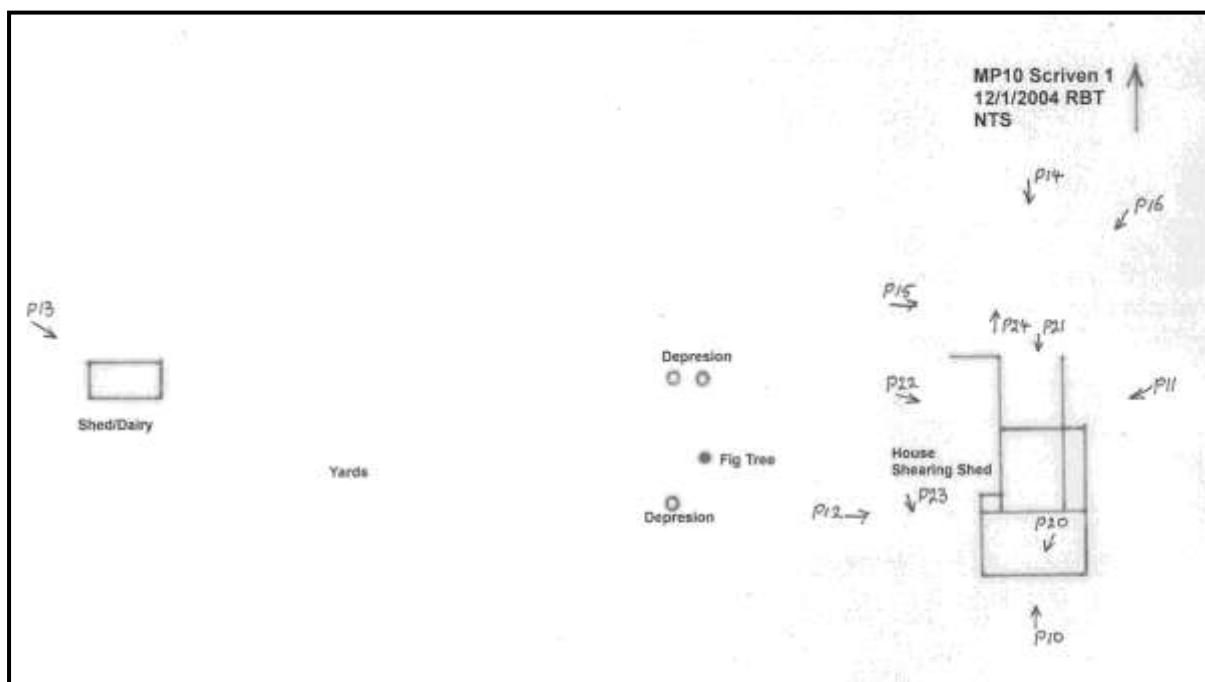 MP10 Scriven 1
12/1/2004 RBT
NTS
P14
P16
P15
P13
P24 P21
Depresion
P22
P11
Shed/Dairy
House
Shearing Shed
Fig Tree
Yards
P23
P12
Depresion
P20
P10